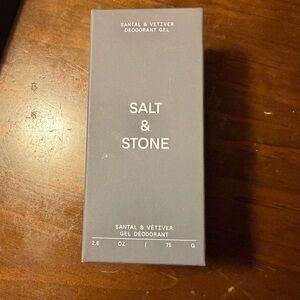 SANTAL & VETIVER
DEODORANT GEL
SALT
&
STONE
SANTAL & VÉTIVER
GEL DÉODORANT
2.6 OZ / 75 G